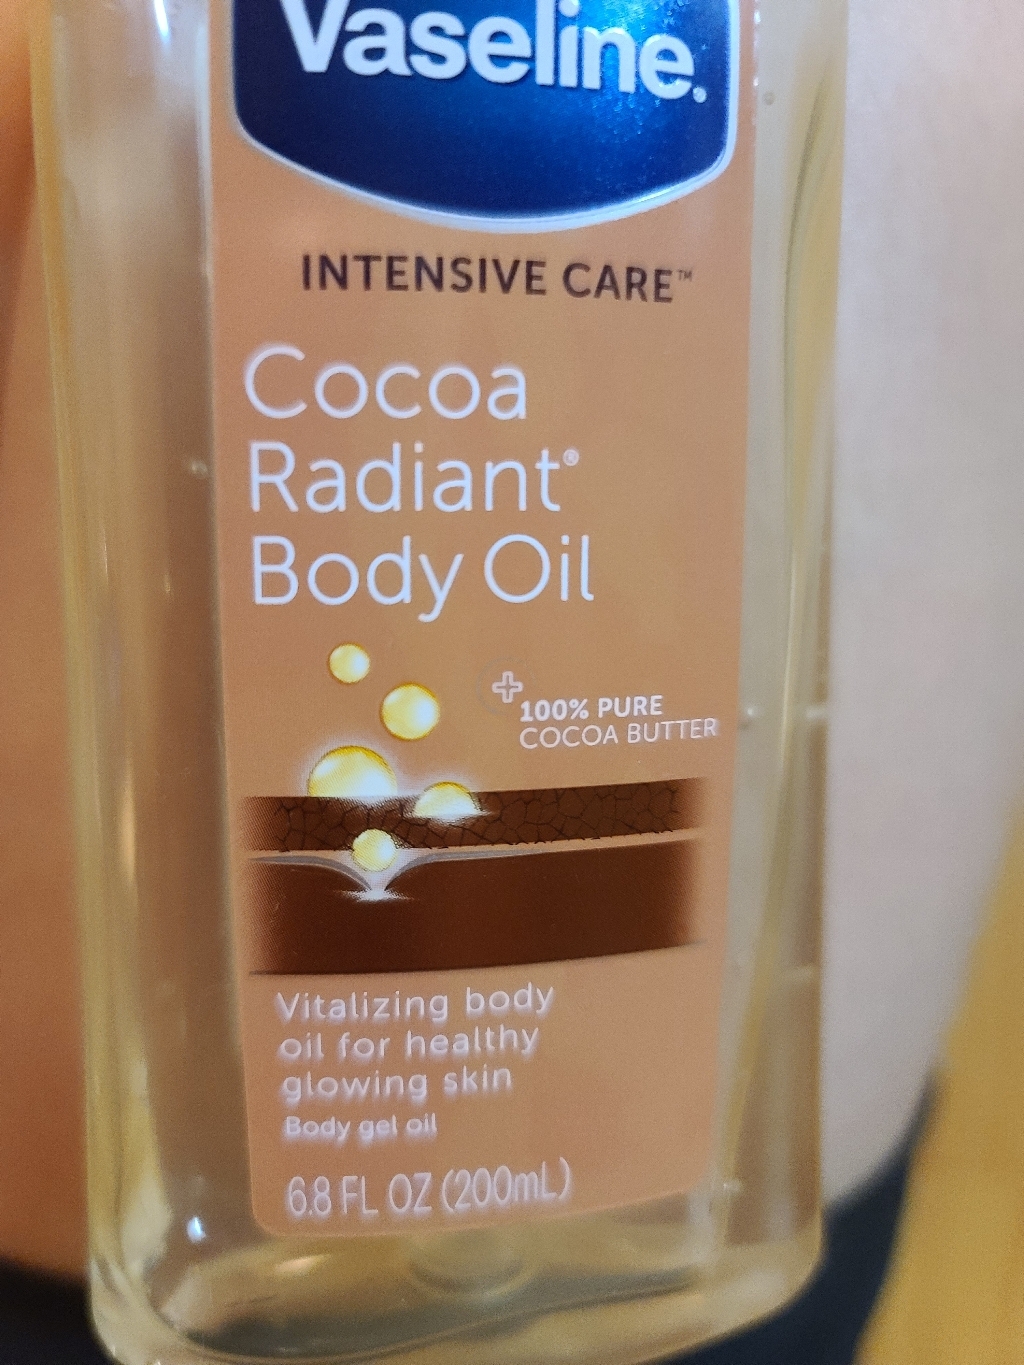 Vaseline.
INTENSIVE CARE™
Cocoa
Radiant®
Body Oil
+
100% PURE
COCOA BUTTER
Vitalizing body
oil for healthy
glowing skin
Body gel oil
6.8 FL OZ (200mL)